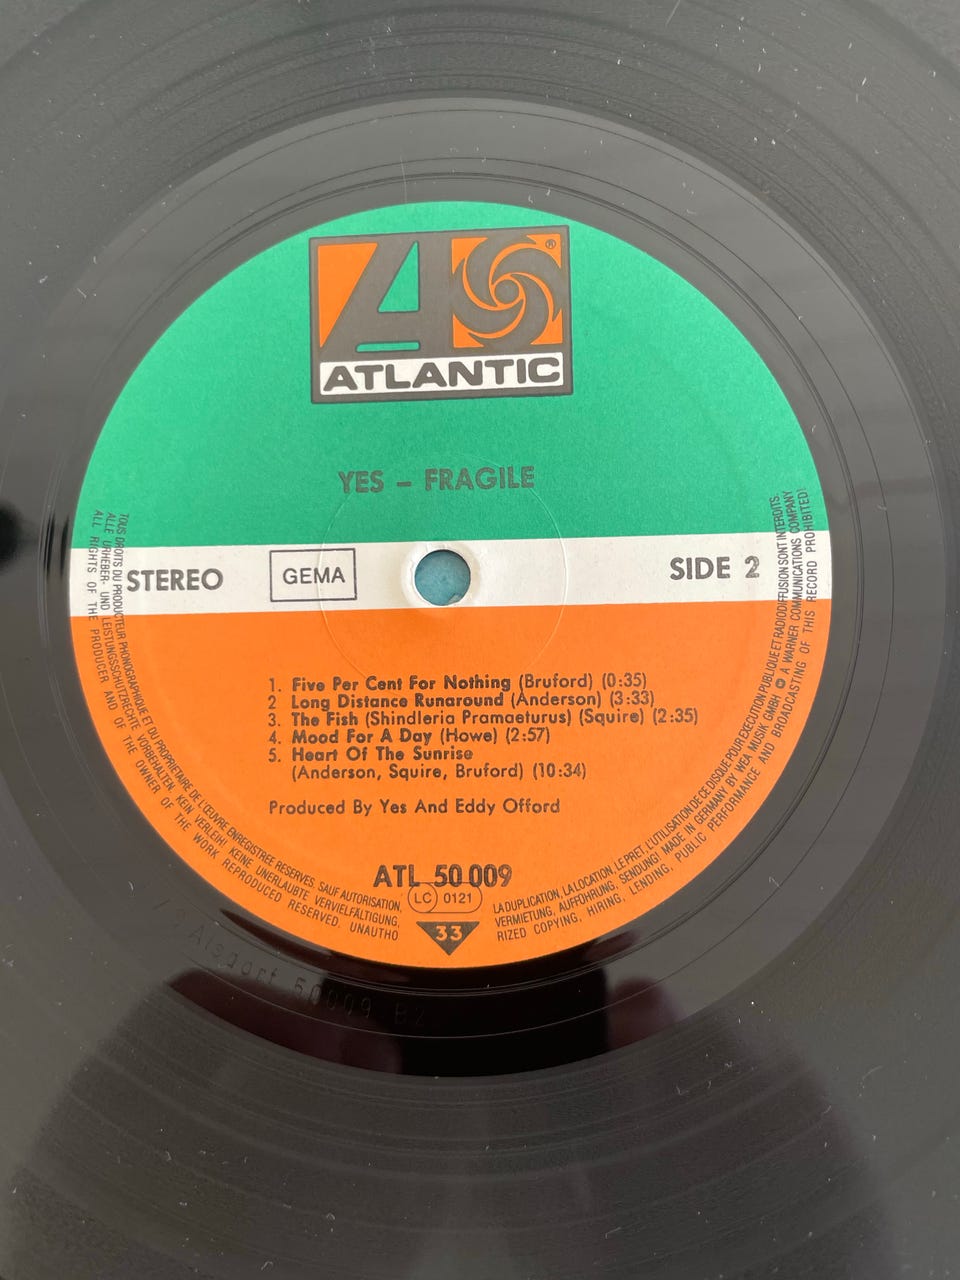 ®
ATLANTIC
YES – FRAGILE
STEREO
GEMA
SIDE 2
1. Five Per Cent For Nothing (Bruford) (0:35)
2 Long Distance Runaround (Anderson) (3:33)
3. The Fish (Shindleria Pramaeturus) (Squire) (2:35)
4. Mood For A Day (Howe) (2:57)
5. Heart Of The Sunrise
(Anderson, Squire, Bruford) (10:34)
Produced By Yes And Eddy Offord
ATL 50 009
LC 0121
33
TOUS DROITS DU PRODUCTEUR PHONOGRAPHIQUE ET DU PROPRIETAIRE DE L'ŒUVRE ENREGISTREE RESERVES. SAUF AUTORISATION, LA DUPLICATION, LA LOCATION, LE PRET, L'UTILISATION DE CE DISQUE POUR EXECUTION PUBLIQUE ET RADIODIFFUSION SONT INTERDITS.
ALLE URHEBER- UND LEISTUNGSSCHUTZRECHTE VORBEHALTEN. KEIN VERLEIH! KEINE UNERLAUBTE VERVIELFÄLTIGUNG, VERMIETUNG, AUFFÜHRUNG, SENDUNG! MADE IN GERMANY BY WEA MUSIK GMBH A WARNER COMMUNICATIONS COMPANY
ALL RIGHTS OF THE PRODUCER AND OF THE OWNER OF THE WORK REPRODUCED RESERVED. UNAUTHORIZED COPYING, HIRING, LENDING, PUBLIC PERFORMANCE AND BROADCASTING OF THIS RECORD PROHIBITED!
Alsdorf 50009 B2